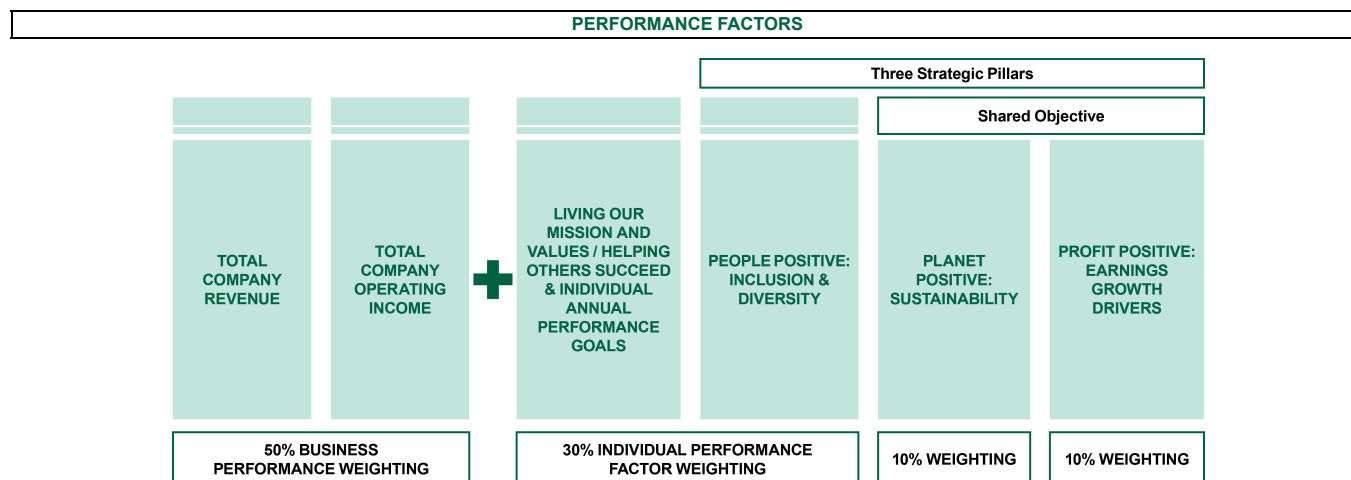 PERFORMANCE FACTORS
Three Strategic Pillars
Shared Objective
TOTAL
COMPANY
REVENUE
TOTAL
COMPANY
OPERATING
INCOME
LIVING OUR
MISSION AND
VALUES / HELPING
OTHERS SUCCEED
& INIDIVIDUAL
ANNUAL
PERFORMANCE
GOALS
PEOPLE POSITIVE:
INCLUSION &
DIVERSITY
PLANET
POSITIVE:
SUSTAINABILITY
PROFIT POSITIVE:
EARNINGS
GROWTH
DRIVERS
50% BUSINESS
PERFORMANCE WEIGHTING
30% INDIVIDUAL PERFORMANCE
FACTOR WEIGHTING
10% WEIGHTING
10% WEIGHTING